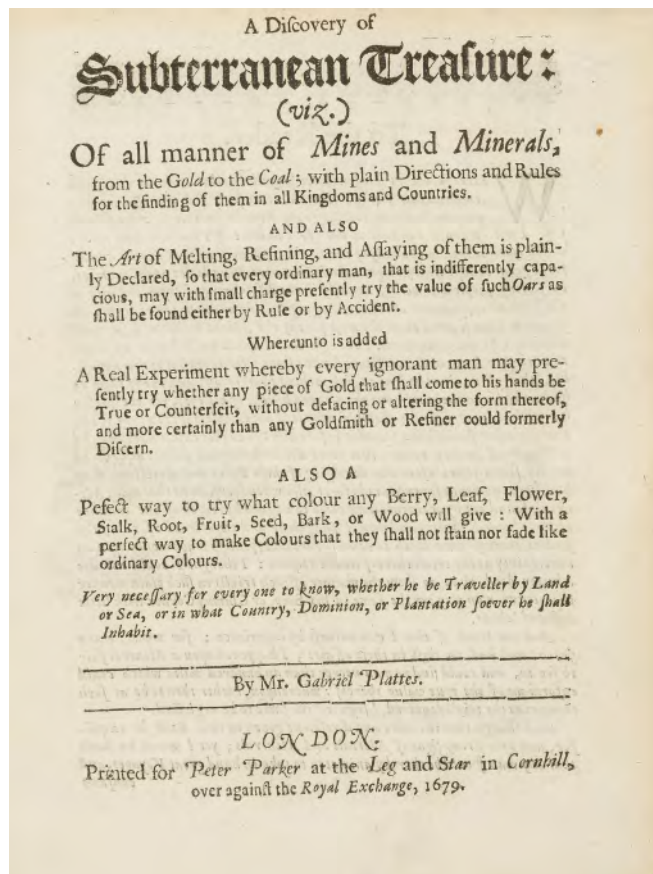 A Diſcovery of
Subterranean Treaſure:
(viz.)
Of all manner of Mines and Minerals,
from the Gold to the Coal; with plain Directions and Rules
for the finding of them in all Kingdoms and Countries.
AND ALSO
The Art of Melting, Refining, and Aſſaying of them is plain-
ly Declared, ſo that every ordinary man, that is indifferently capa-
cious, may with ſmall charge preſently try the value of ſuch Oars as
ſhall be found either by Rule or by Accident.
Whereunto is added
A Real Experiment whereby every ignorant man may pre-
ſently try whether any piece of Gold that ſhall come to his hands be
True or Counterfeit, without defacing or altering the form thereof,
and more certainly than any Goldſmith or Refiner could formerly
Diſcern.
ALSO A
Pefect way to try what colour any Berry, Leaf, Flower,
Stalk, Root, Fruit, Seed, Bark, or Wood will give: With a
perfect way to make Colours that they ſhall not ſtain nor fade like
ordinary Colours.
Very neceſſary for every one to know, whether he be Traveller by Land
or Sea, or in what Country, Dominion, or Plantation ſoever he ſhall
Inhabit.
By Mr. Gabriel Plattes.
LONDON:
Printed for Peter Parker at the Leg and Star in Cornhill,
over againſt the Royal Exchange, 1679.